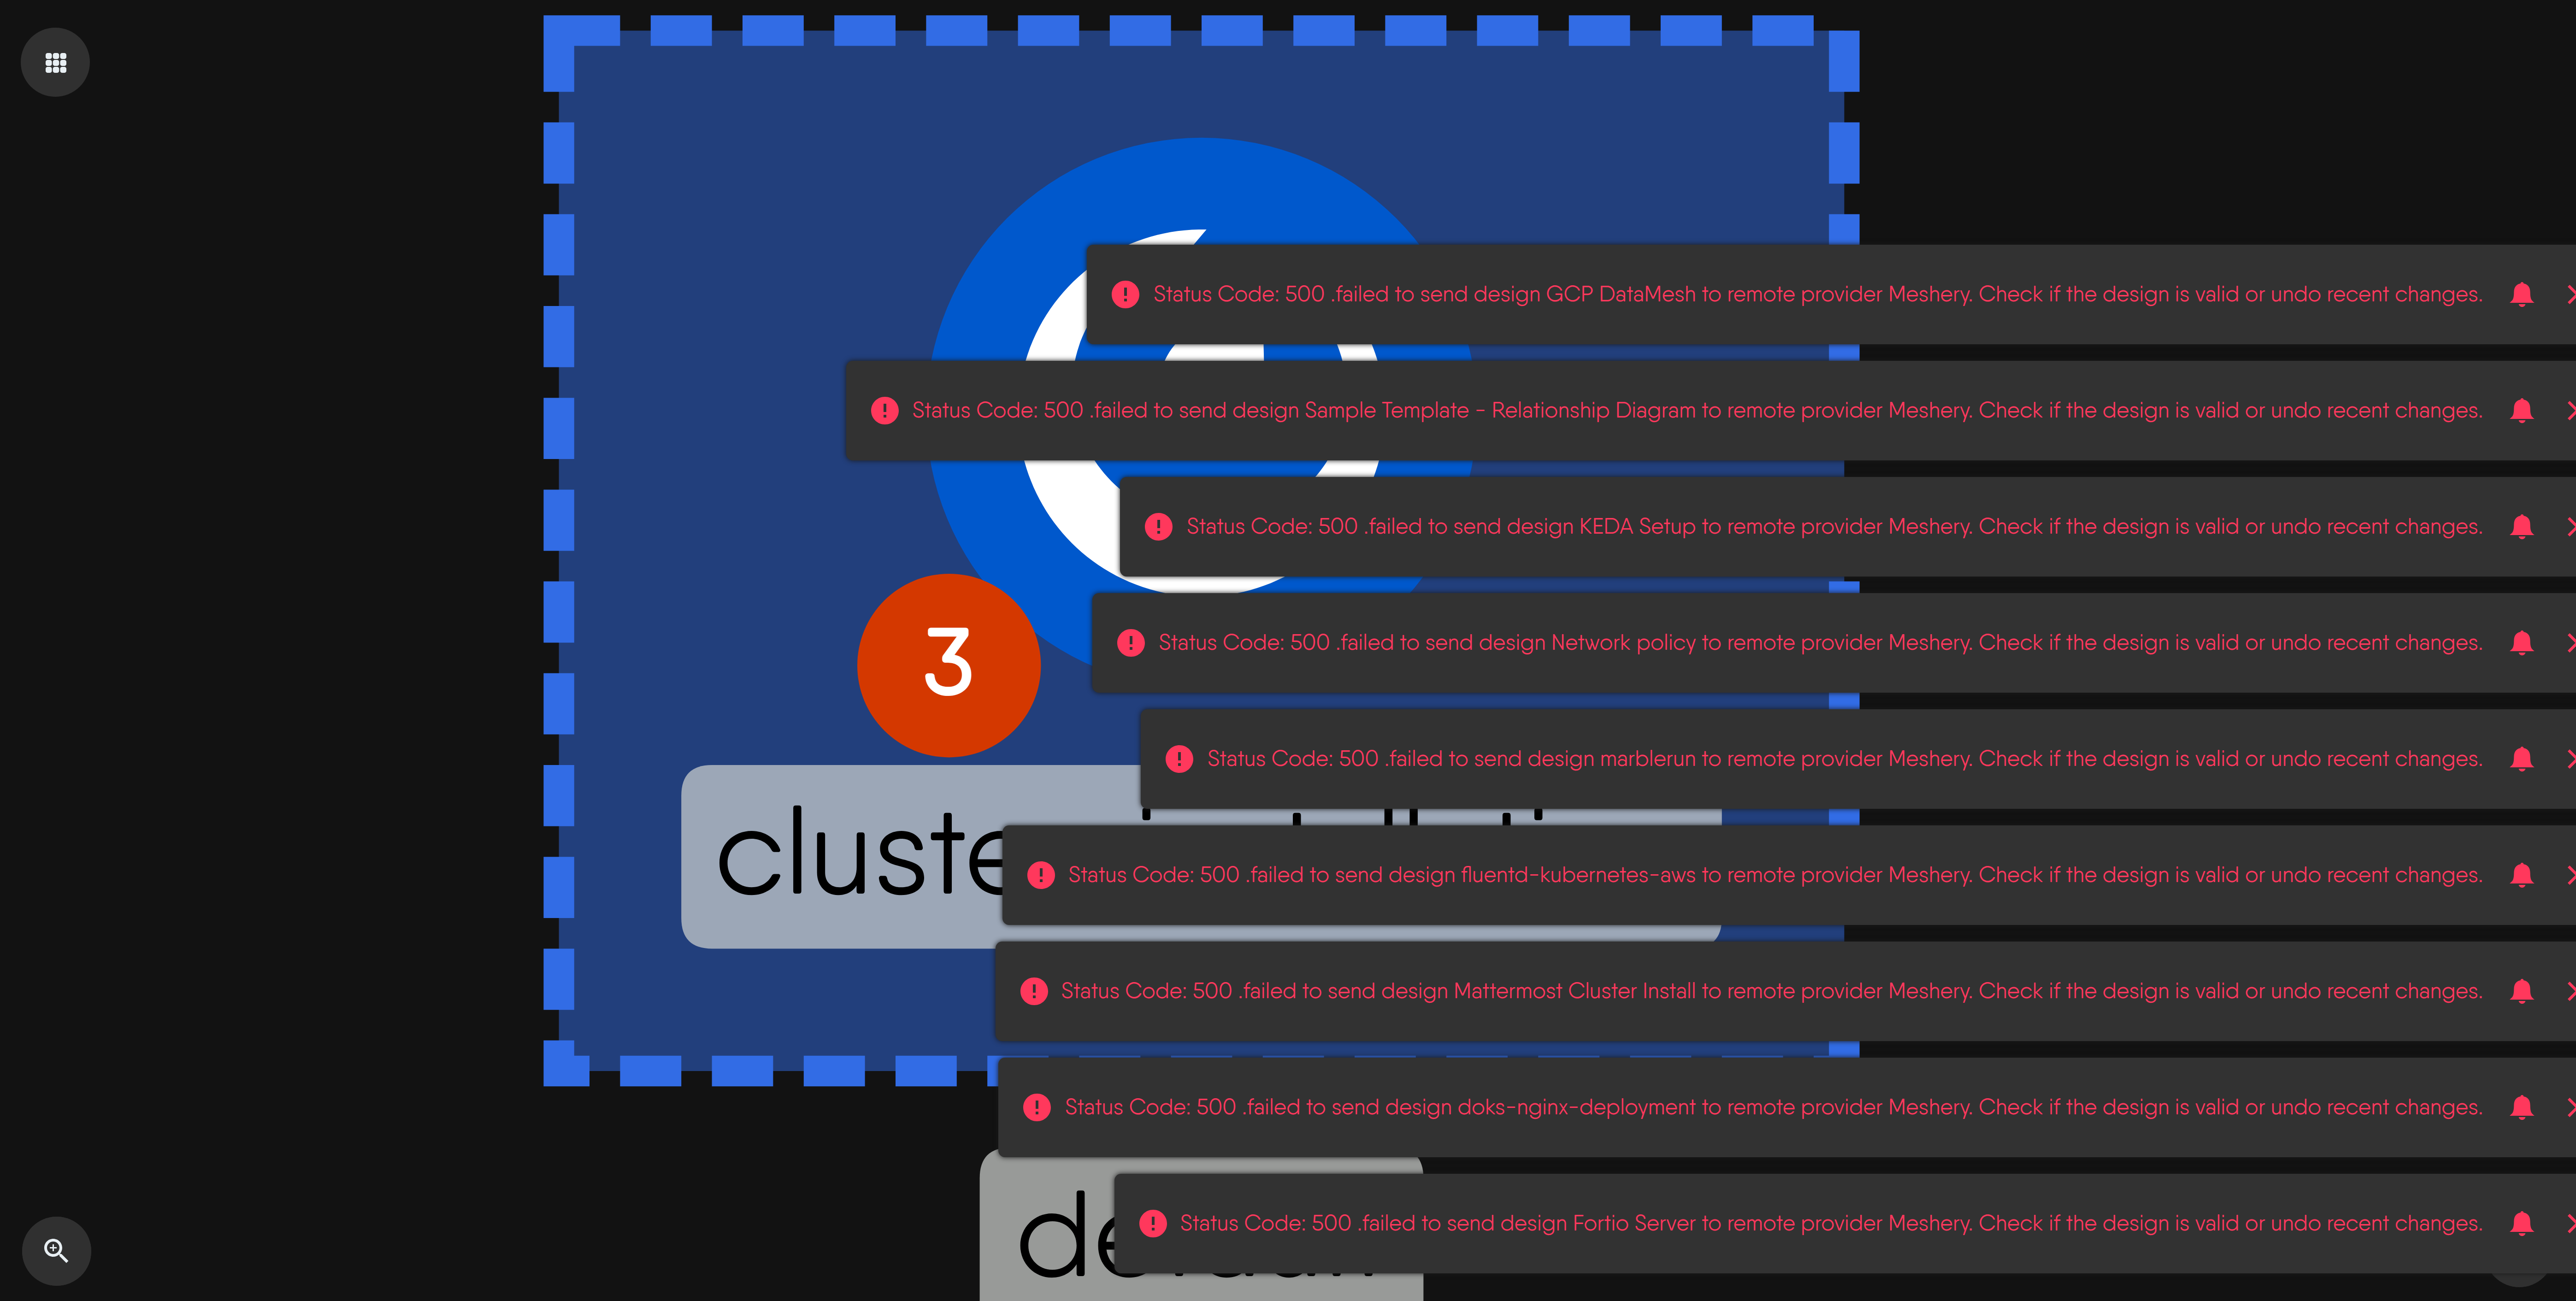 Status Code: 500 .failed to send design GCP DataMesh to remote provider Meshery. Check if the design is valid or undo recent changes.
Status Code: 500 .failed to send design Sample Template - Relationship Diagram to remote provider Meshery. Check if the design is valid or undo recent changes.
Status Code: 500 .failed to send design KEDA Setup to remote provider Meshery. Check if the design is valid or undo recent changes.
Status Code: 500 .failed to send design Network policy to remote provider Meshery. Check if the design is valid or undo recent changes.
3
Status Code: 500 .failed to send design marblerun to remote provider Meshery. Check if the design is valid or undo recent changes.
Status Code: 500 .failed to send design fluentd-kubernetes-aws to remote provider Meshery. Check if the design is valid or undo recent changes.
Status Code: 500 .failed to send design Mattermost Cluster Install to remote provider Meshery. Check if the design is valid or undo recent changes.
Status Code: 500 .failed to send design doks-nginx-deployment to remote provider Meshery. Check if the design is valid or undo recent changes.
Status Code: 500 .failed to send design Fortio Server to remote provider Meshery. Check if the design is valid or undo recent changes.